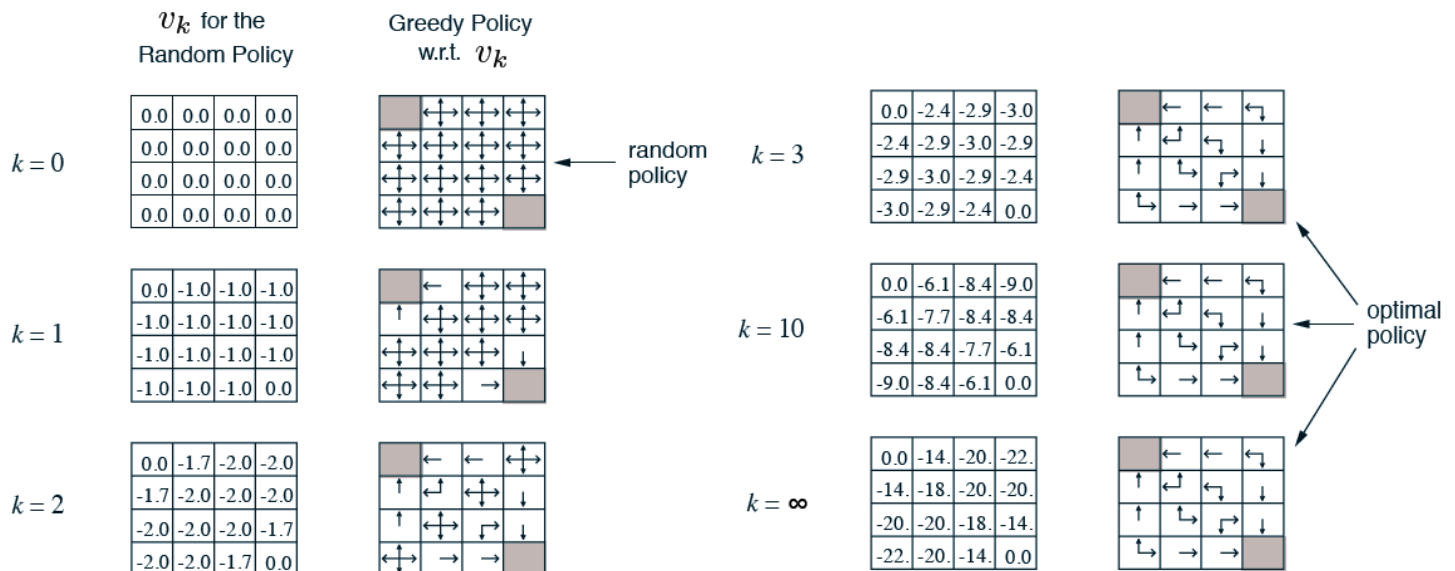 v_k for the
Random Policy
Greedy Policy
w.r.t. v_k
k = 0
0.0 0.0 0.0 0.0
0.0 0.0 0.0 0.0
0.0 0.0 0.0 0.0
0.0 0.0 0.0 0.0
random
policy
k = 1
0.0 -1.0 -1.0 -1.0
-1.0 -1.0 -1.0 -1.0
-1.0 -1.0 -1.0 -1.0
-1.0 -1.0 -1.0 0.0
k = 2
0.0 -1.7 -2.0 -2.0
-1.7 -2.0 -2.0 -2.0
-2.0 -2.0 -2.0 -1.7
-2.0 -2.0 -1.7 0.0
k = 3
0.0 -2.4 -2.9 -3.0
-2.4 -2.9 -3.0 -2.9
-2.9 -3.0 -2.9 -2.4
-3.0 -2.9 -2.4 0.0
k = 10
0.0 -6.1 -8.4 -9.0
-6.1 -7.7 -8.4 -8.4
-8.4 -8.4 -7.7 -6.1
-9.0 -8.4 -6.1 0.0
optimal
policy
k = ∞
0.0 -14. -20. -22.
-14. -18. -20. -20.
-20. -20. -18. -14.
-22. -20. -14. 0.0